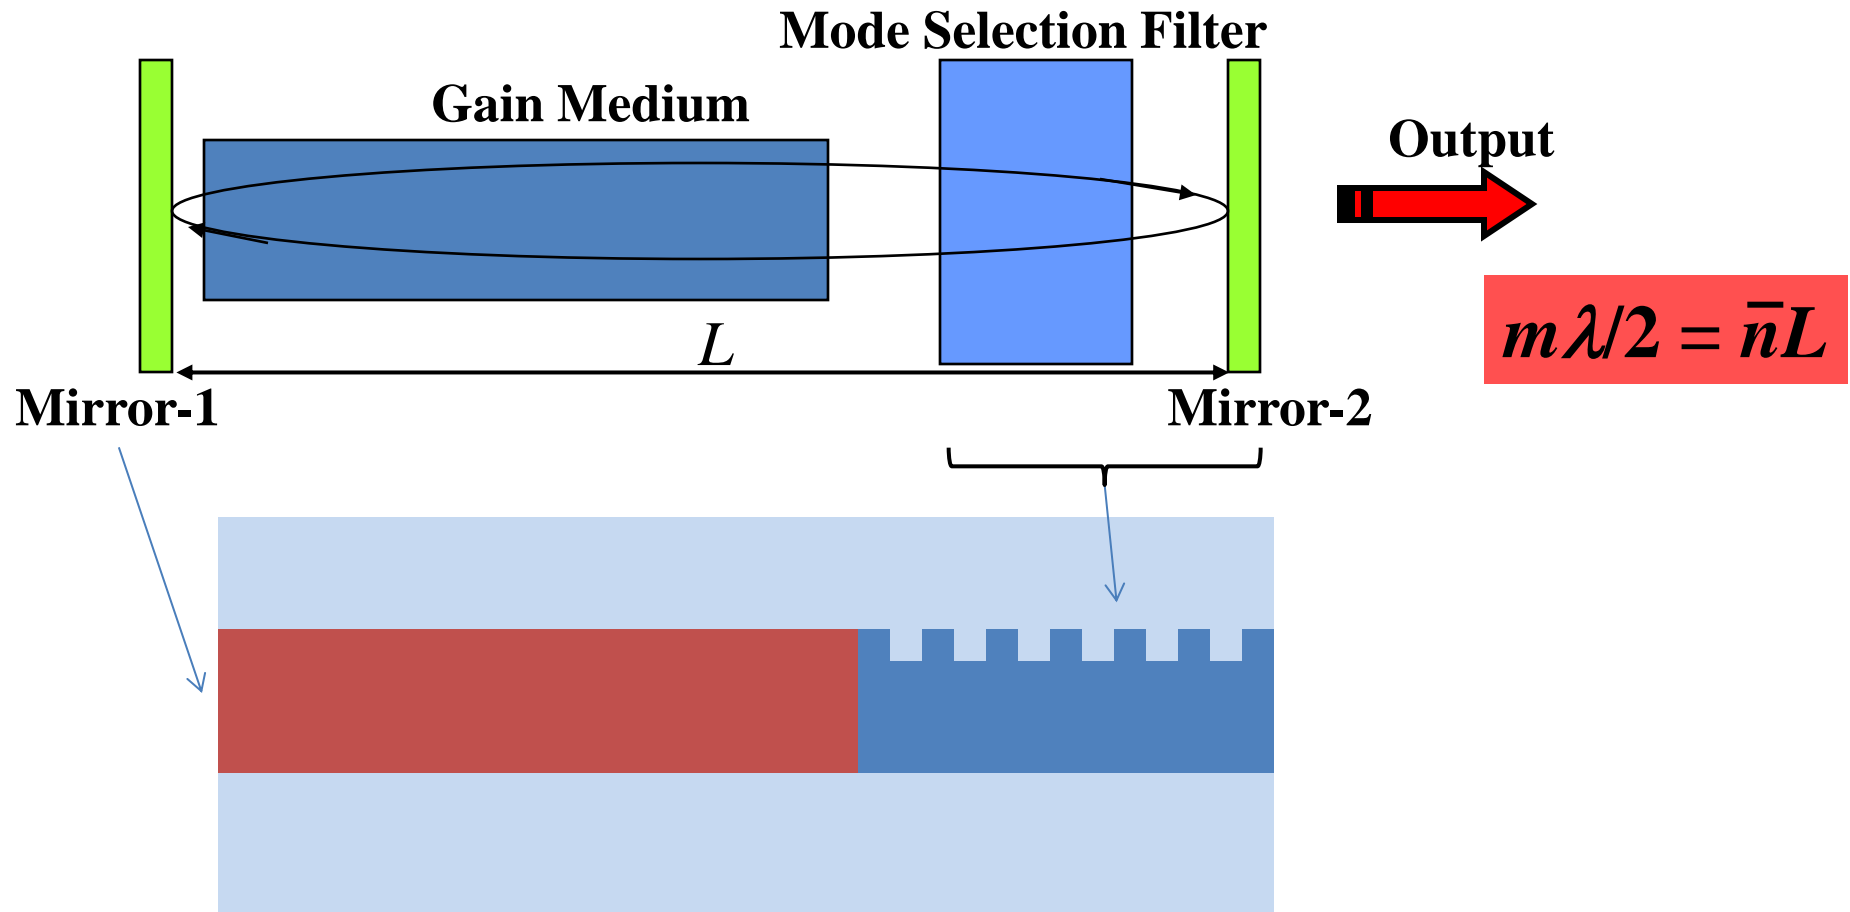 Mode Selection Filter
Gain Medium
Output
L
mλ/2 = n̅L
Mirror-1
Mirror-2